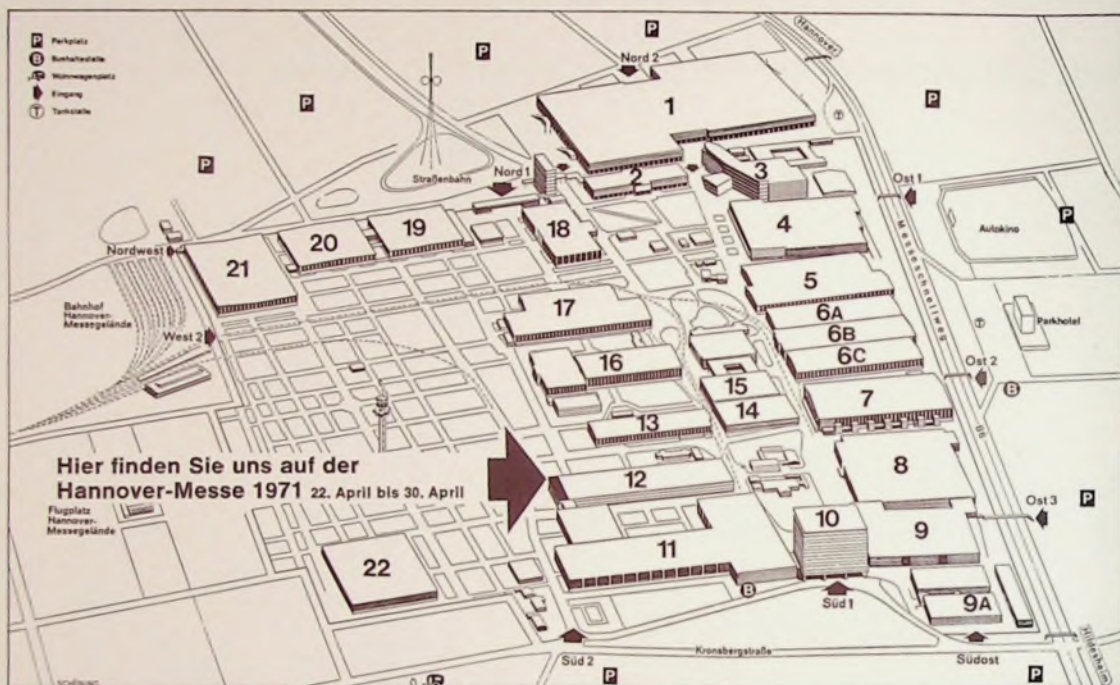 P Parkplatz
B Bushaltestelle
Wohnwagenplatz
Eingang
T Tankstelle
P
P
P
P
P
Hannover
Nord 2
1
T
2
3
Nord 1
Straßenbahn
Ost 1
4
Autokino
P
18
19
20
21
Nordwest
5
6A
6B
6C
Messeschnellweg
T
Parkhotel
17
Bahnhof
Hannover-
Messegelände
West 2
16
15
14
Ost 2
B
7
13
Hier finden Sie uns auf der
Hannover-Messe 1971 22. April bis 30. April
12
8
Flugplatz
Hannover-
Messegelände
10
9
Ost 3
P
11
22
B
Süd 1
9A
Süd 2
Kronsbergstraße
Südost
Hildesheim
P
P